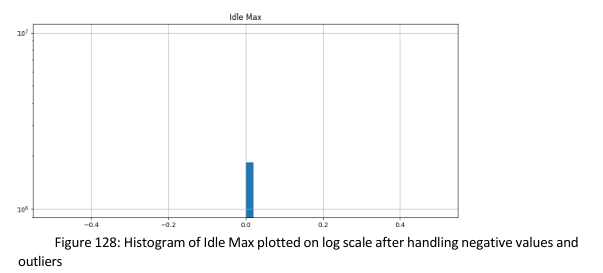 Idle Max
10⁷
10⁶
−0.4 −0.2 0.0 0.2 0.4
Figure 128: Histogram of Idle Max plotted on log scale after handling negative values and
outliers